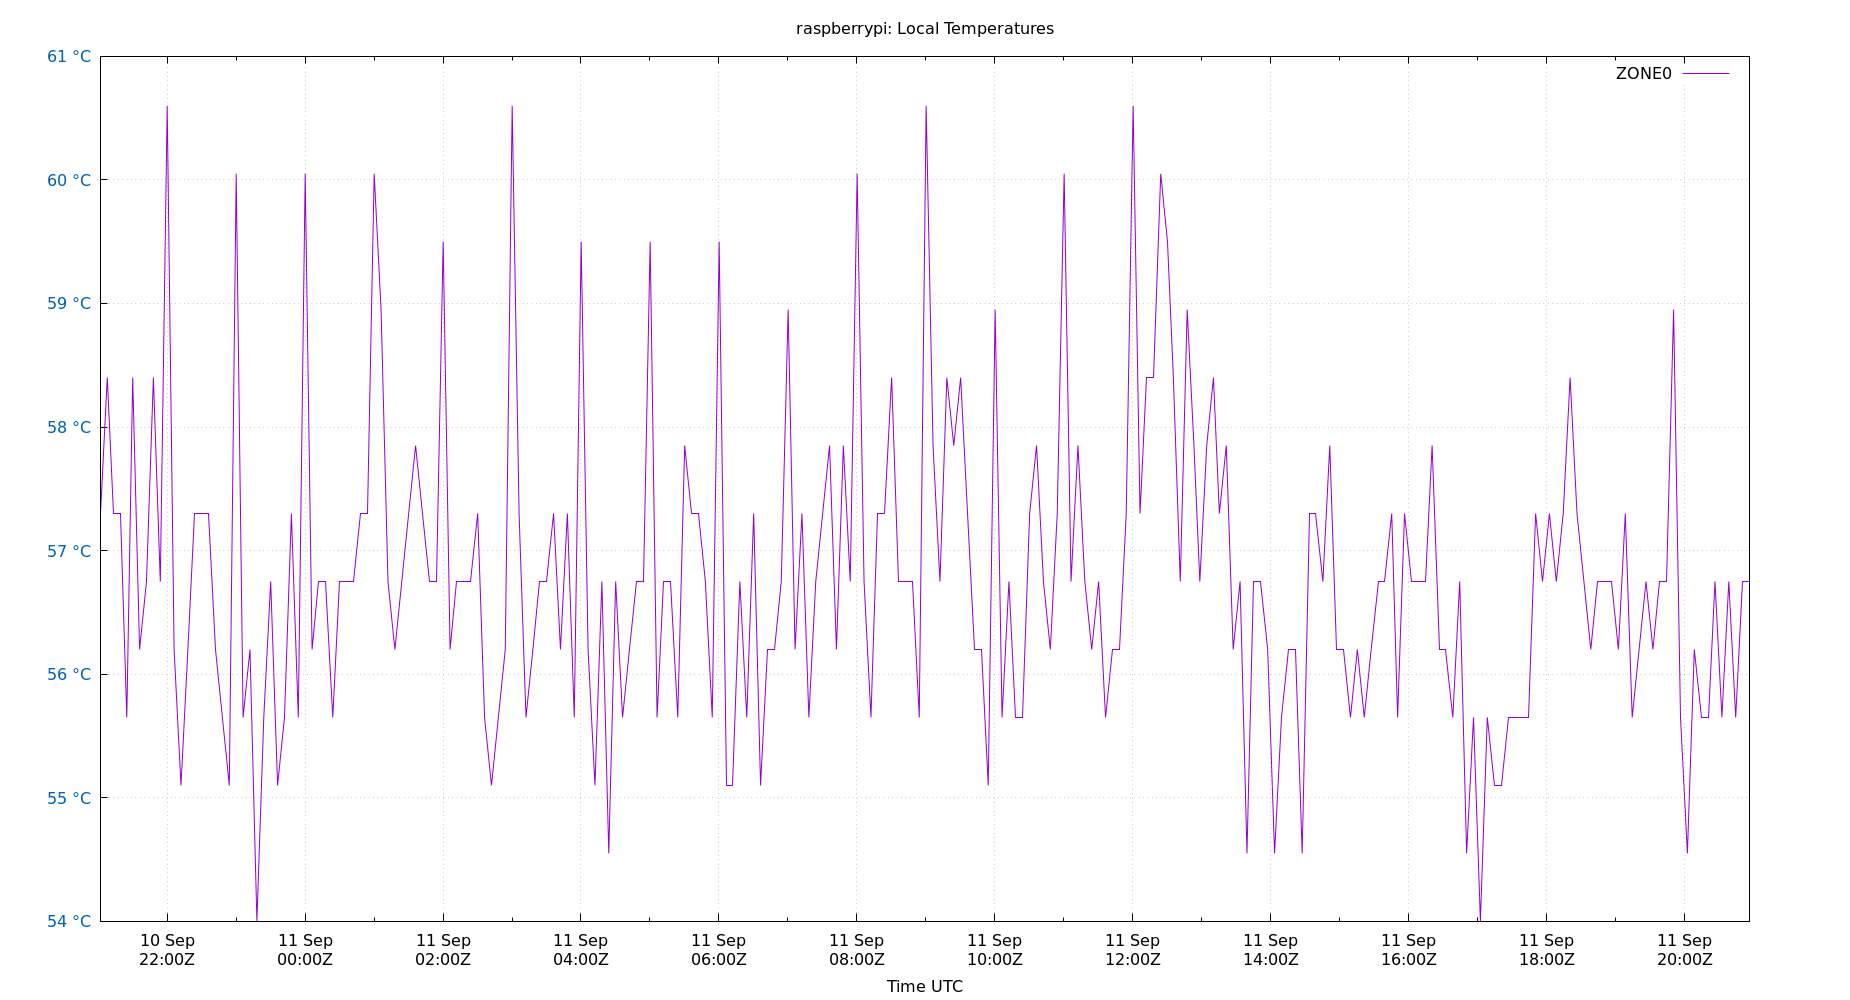 raspberrypi: Local Temperatures
61 °C
ZONE0
60 °C
59 °C
58 °C
57 °C
56 °C
55 °C
54 °C
10 Sep 11 Sep 11 Sep 11 Sep 11 Sep 11 Sep 11 Sep 11 Sep 11 Sep 11 Sep 11 Sep 11 Sep
22:00Z 00:00Z 02:00Z 04:00Z 06:00Z 08:00Z 10:00Z 12:00Z 14:00Z 16:00Z 18:00Z 20:00Z
Time UTC